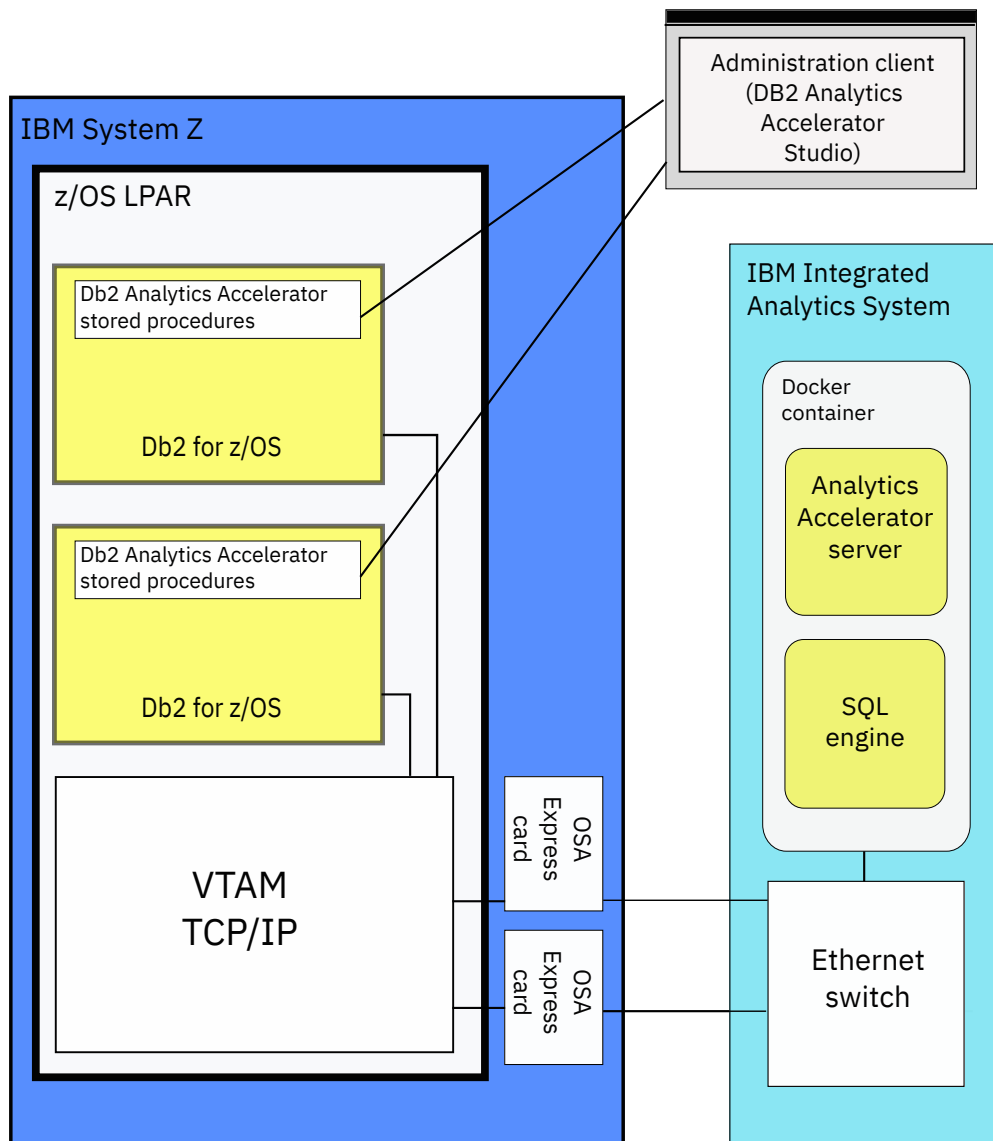 Administration client
(DB2 Analytics
Accelerator
Studio)
IBM System Z
z/OS LPAR
Db2 Analytics Accelerator
stored procedures
Db2 for z/OS
Db2 Analytics Accelerator
stored procedures
Db2 for z/OS
VTAM
TCP/IP
OSA
Express
card
OSA
Express
card
IBM Integrated
Analytics System
Docker
container
Analytics
Accelerator
server
SQL
engine
Ethernet
switch